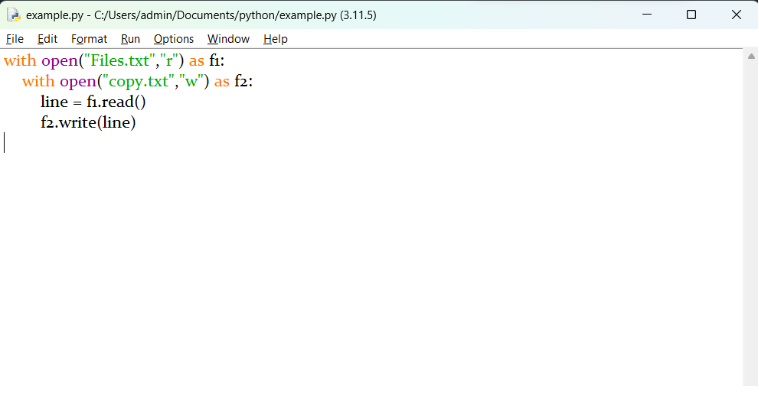 example.py - C:/Users/admin/Documents/python/example.py (3.11.5)
File Edit Format Run Options Window Help
with open("Files.txt","r") as f1:
    with open("copy.txt","w") as f2:
        line = f1.read()
        f2.write(line)